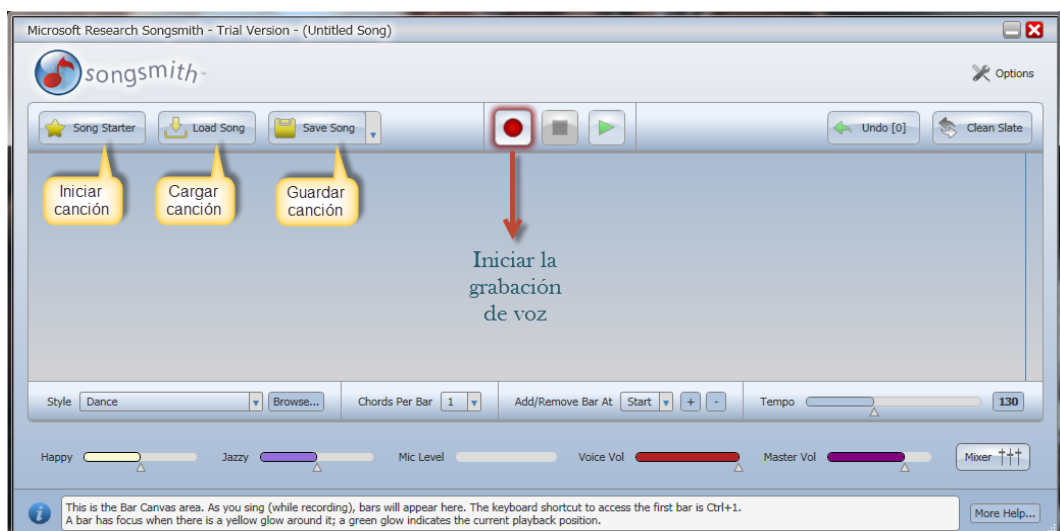 Microsoft Research Songsmith - Trial Version - (Untitled Song)
songsmith™
Options
Song Starter
Load Song
Save Song
Undo [0]
Clean Slate
Iniciar
canción
Cargar
canción
Guardar
canción
Iniciar la
grabación
de voz
Style Dance Browse... Chords Per Bar 1 Add/Remove Bar At Start + - Tempo 130
Happy Jazzy Mic Level Voice Vol Master Vol Mixer
This is the Bar Canvas area. As you sing (while recording), bars will appear here. The keyboard shortcut to access the first bar is Ctrl+1.
A bar has focus when there is a yellow glow around it; a green glow indicates the current playback position.
More Help...